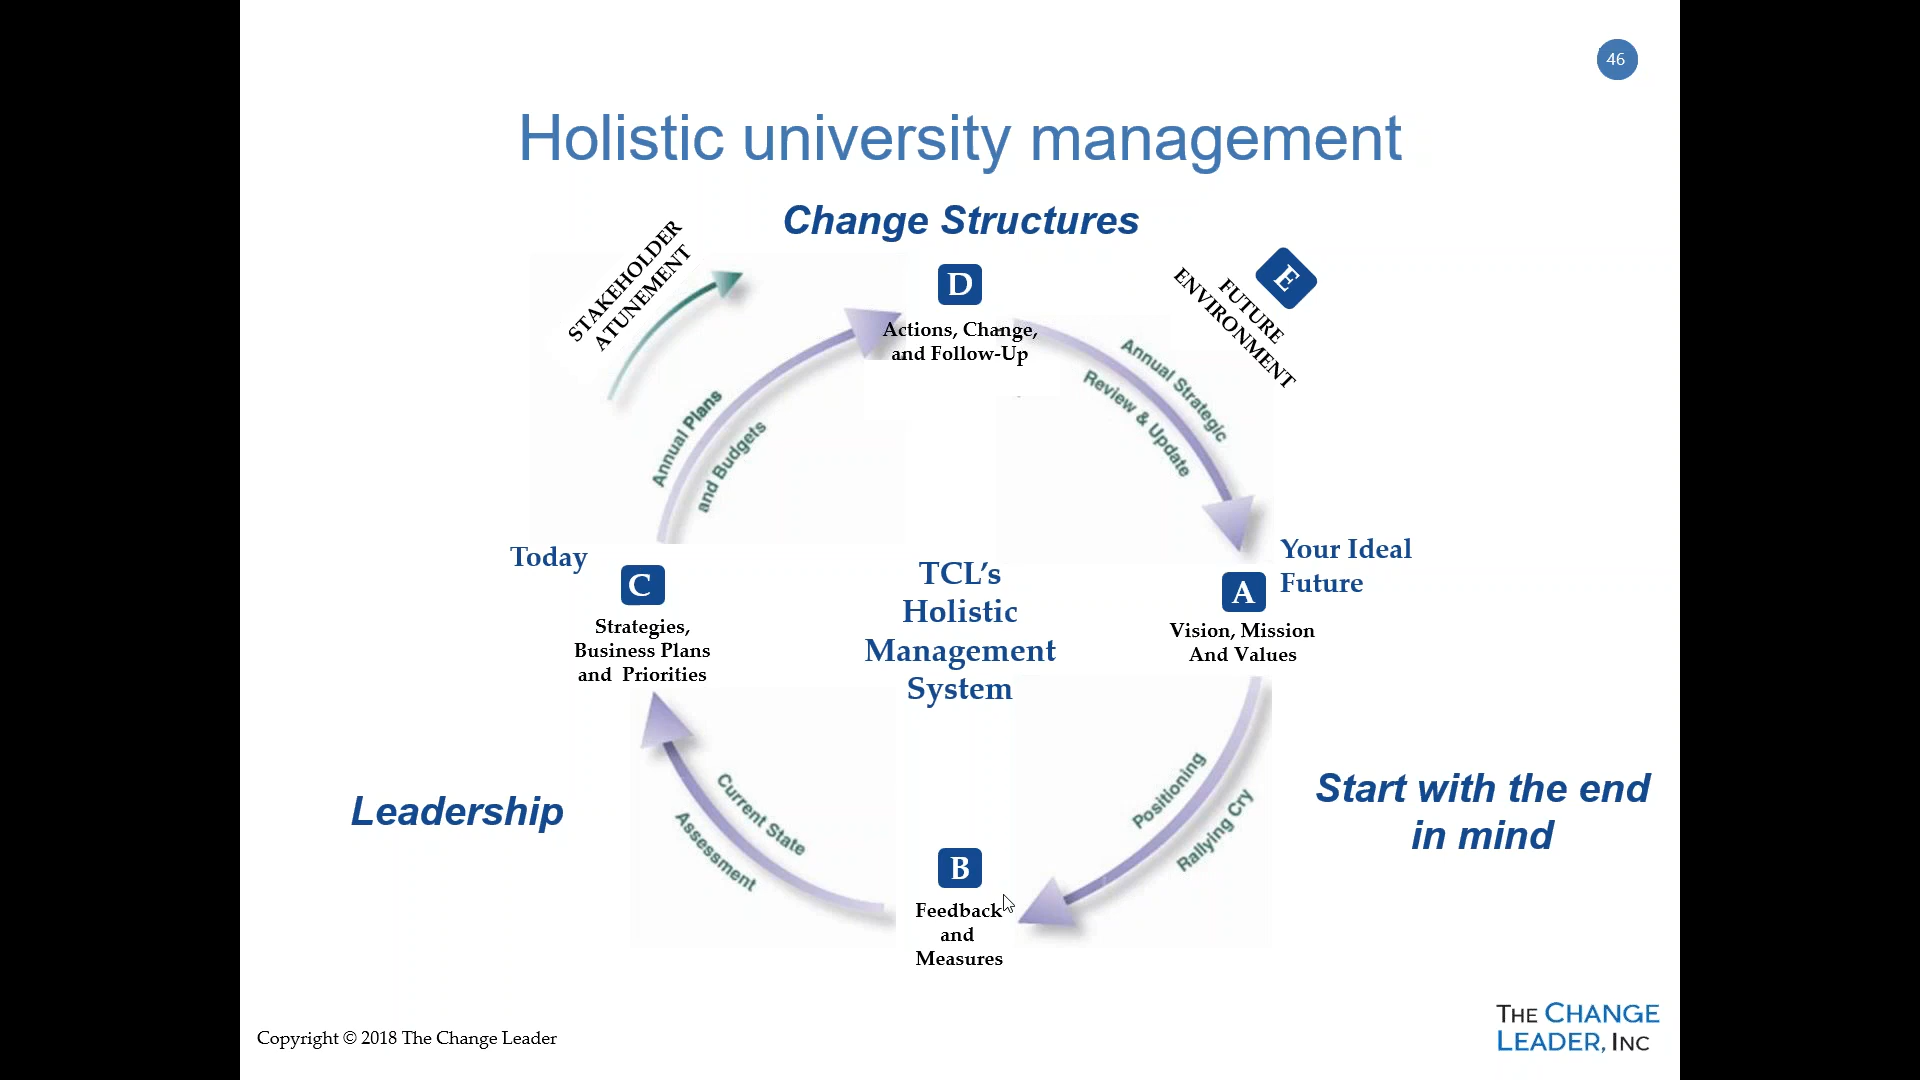 46
Holistic university management
Change Structures
STAKEHOLDER
ATUNEMENT
D
Actions, Change,
and Follow-Up
E
FUTURE
ENVIRONMENT
Annual Plans
and Budgets
Annual Strategic
Review & Update
Today
C
Strategies,
Business Plans
and Priorities
TCL’s
Holistic
Management
System
Your Ideal
Future
A
Vision, Mission
And Values
Leadership
Current State
Assessment
Positioning
Rallying Cry
Start with the end
in mind
B
Feedback
and
Measures
Copyright © 2018 The Change Leader
THE CHANGE
LEADER, INC